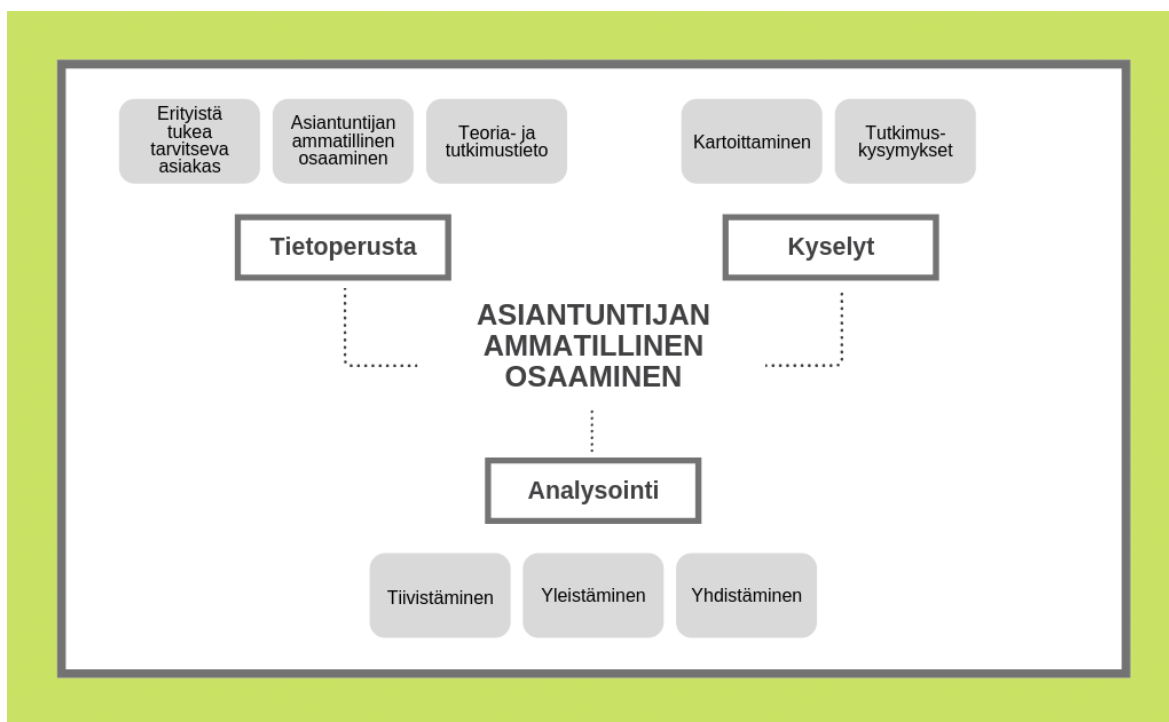 Erityistä
tukea
tarvitseva
asiakas
Asiantuntijan
ammatillinen
osaaminen
Teoria- ja
tutkimustieto
Kartoittaminen
Tutkimus-
kysymykset
Tietoperusta
Kyselyt
ASIANTUNTIJAN
AMMATILLINEN
OSAAMINEN
Analysointi
Tiivistäminen
Yleistäminen
Yhdistäminen